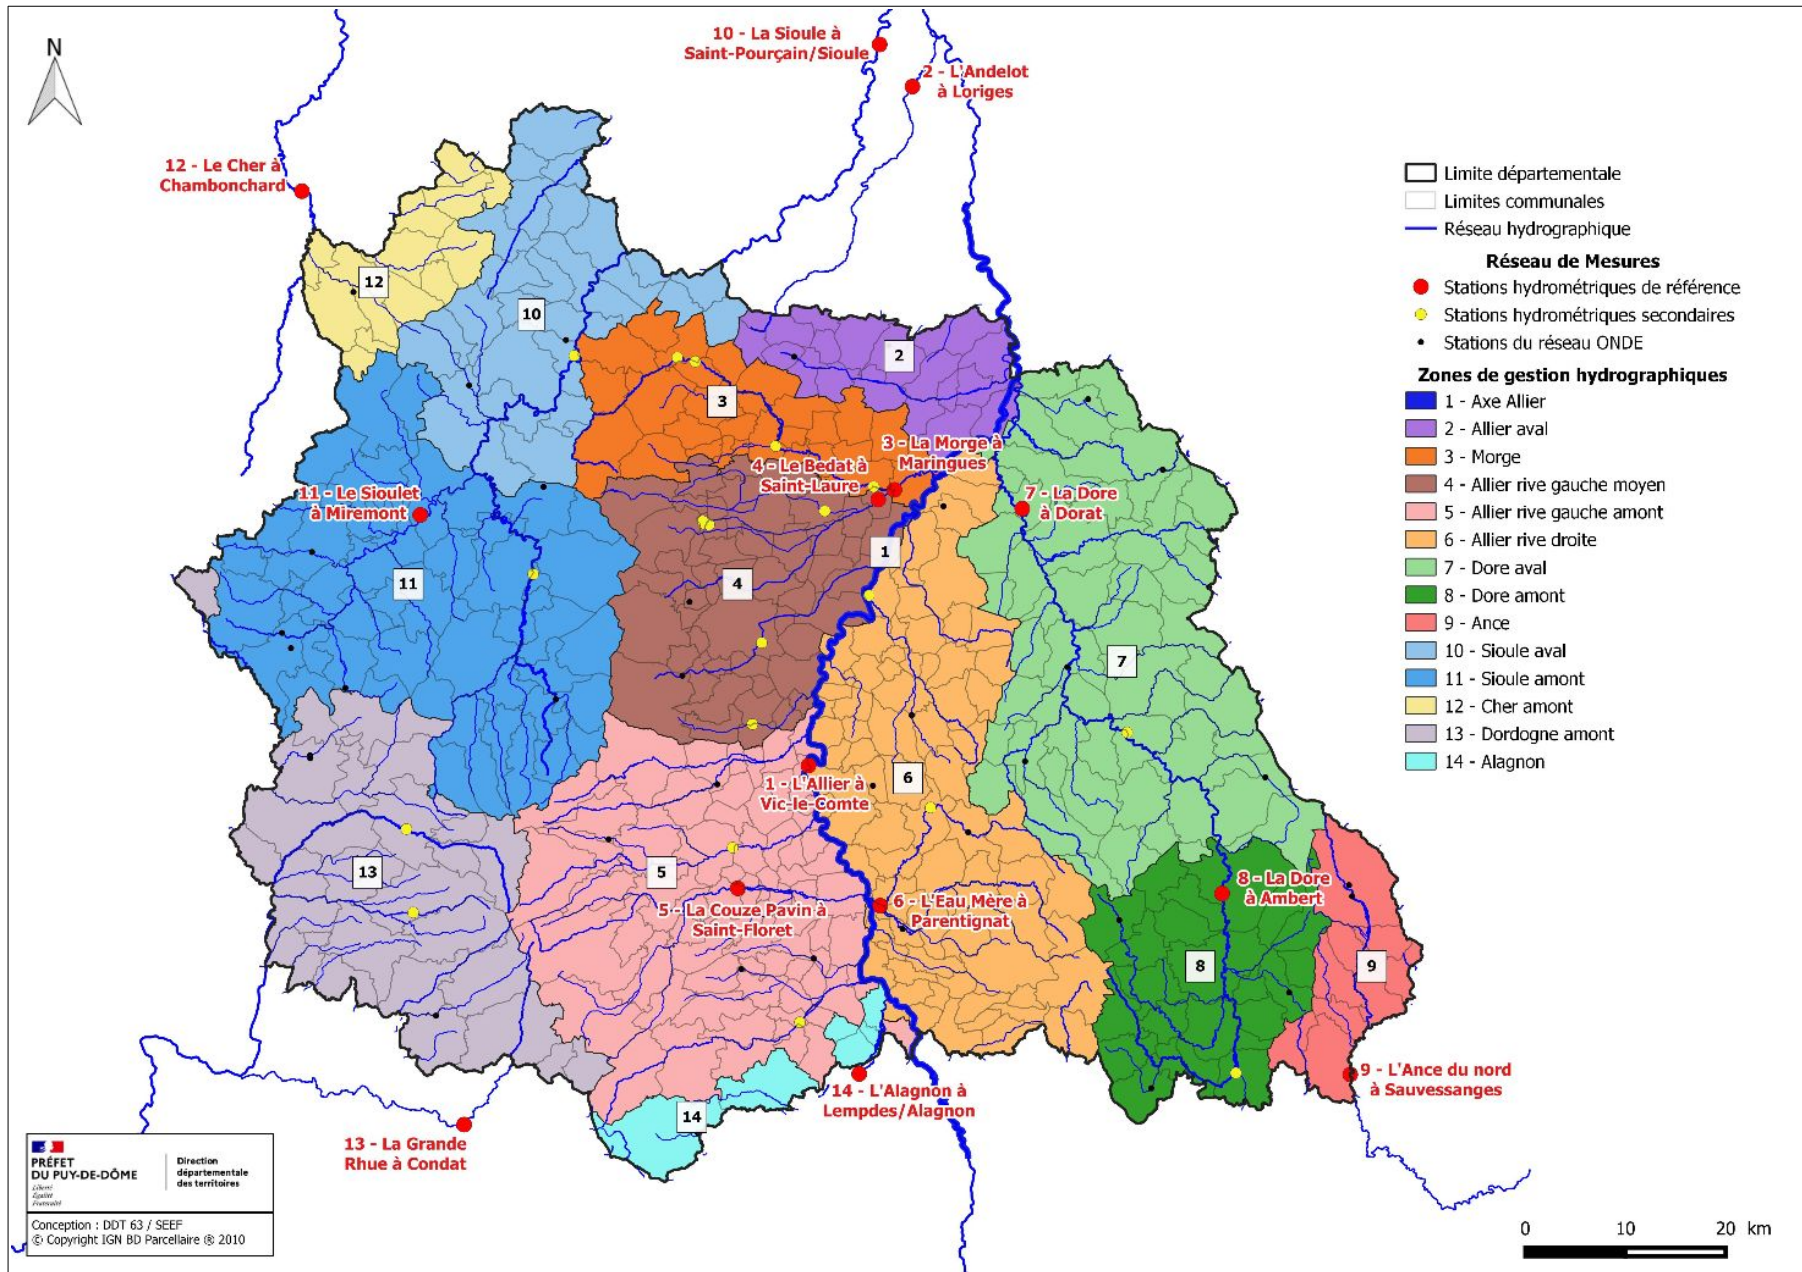 N
10 - La Sioule à
Saint-Pourçain/Sioule
2 - L'Andelot
à Loriges
12 - Le Cher à
Chambonchard
12
10
2
3
3 - La Morge à
Maringues
4 - Le Bedat à
Saint-Laure
11 - Le Sioulet
à Miremont
7 - La Dore
à Dorat
1
11
4
7
6
1 - L'Allier à
Vic-le-Comte
13
5
5 - La Couze Pavin à
Saint-Floret
6 - L'Eau Mère à
Parentignat
8 - La Dore
à Ambert
8
9
14 - L'Alagnon à
Lempdes/Alagnon
9 - L'Ance du nord
à Sauvessanges
14
13 - La Grande
Rhue à Condat
Limite départementale
Limites communales
Réseau hydrographique
Réseau de Mesures
Stations hydrométriques de référence
Stations hydrométriques secondaires
Stations du réseau ONDE
Zones de gestion hydrographiques
1 - Axe Allier
2 - Allier aval
3 - Morge
4 - Allier rive gauche moyen
5 - Allier rive gauche amont
6 - Allier rive droite
7 - Dore aval
8 - Dore amont
9 - Ance
10 - Sioule aval
11 - Sioule amont
12 - Cher amont
13 - Dordogne amont
14 - Alagnon
PRÉFET
DU PUY-DE-DÔME
Liberté
Égalité
Fraternité
Direction
départementale
des territoires
Conception : DDT 63 / SEEF
© Copyright IGN BD Parcellaire ® 2010
0 10 20 km